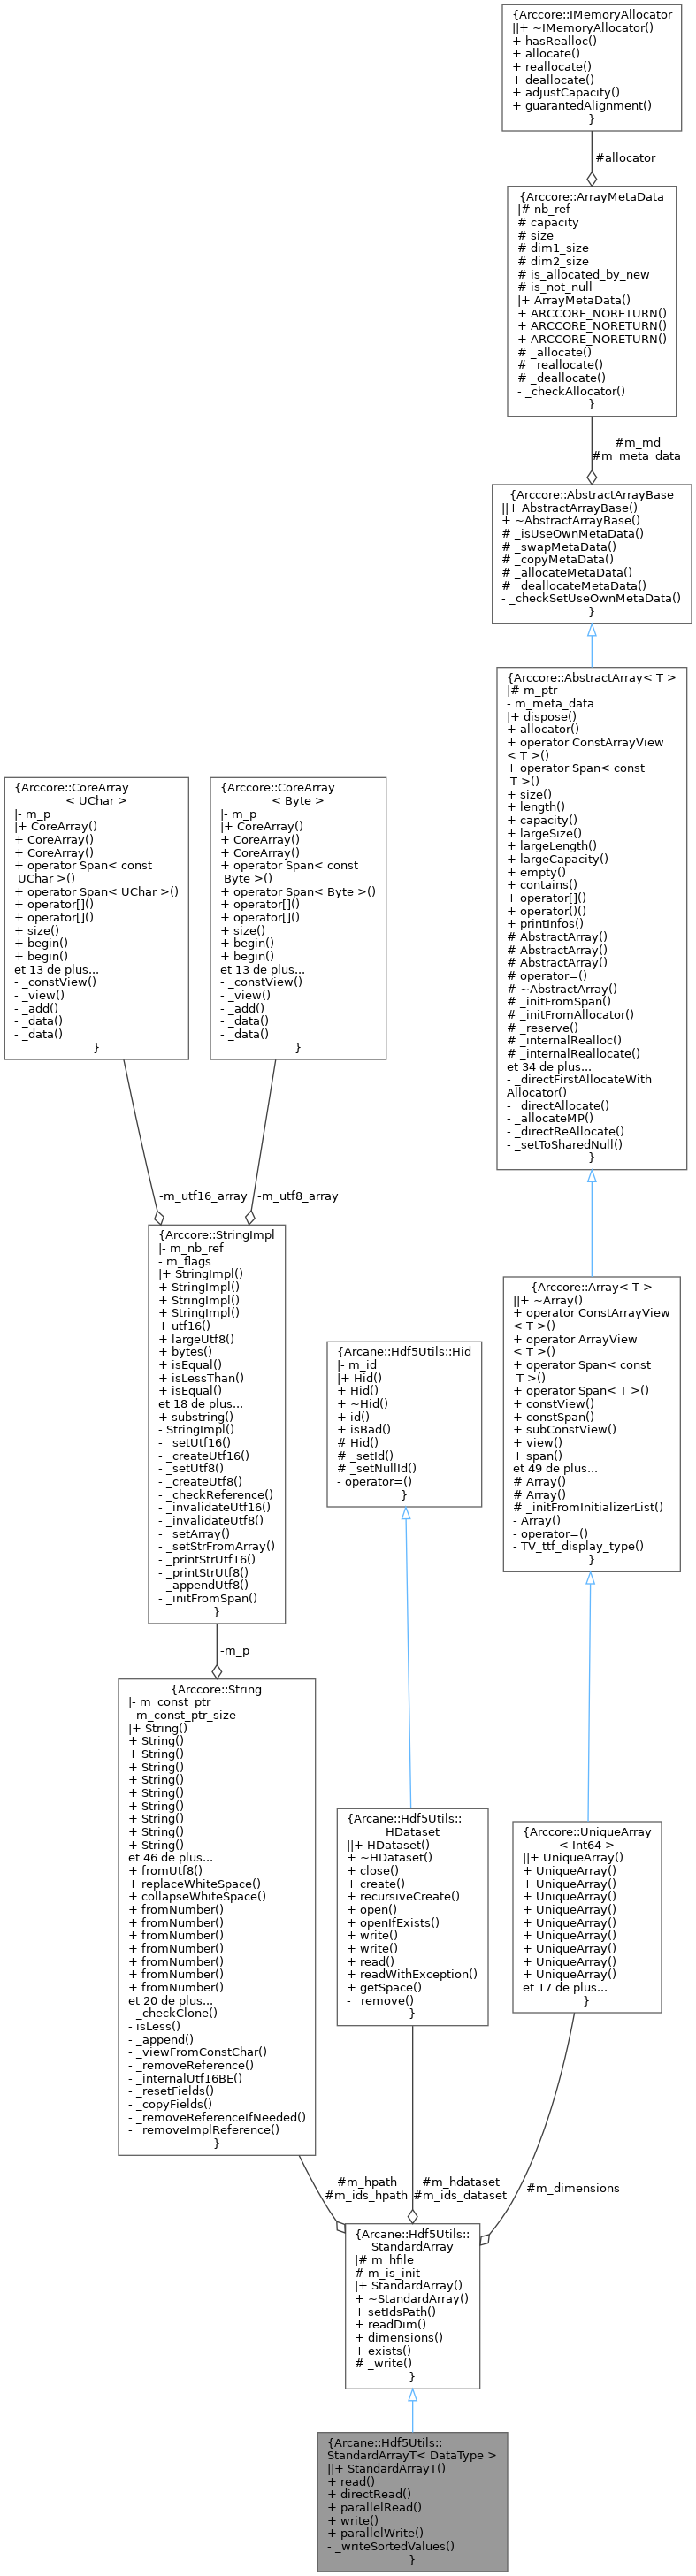 {Arccore::IMemoryAllocator
||+ ~IMemoryAllocator()
+ hasRealloc()
+ allocate()
+ reallocate()
+ deallocate()
+ adjustCapacity()
+ guarantedAlignment()
}
#allocator
{Arccore::ArrayMetaData
|# nb_ref
# capacity
# size
# dim1_size
# dim2_size
# is_allocated_by_new
# is_not_null
|+ ArrayMetaData()
+ ARCCORE_NORETURN()
+ ARCCORE_NORETURN()
+ ARCCORE_NORETURN()
# _allocate()
# _reallocate()
# _deallocate()
- _checkAllocator()
}
#m_md
#m_meta_data
{Arccore::AbstractArrayBase
||+ AbstractArrayBase()
+ ~AbstractArrayBase()
# _isUseOwnMetaData()
# _swapMetaData()
# _copyMetaData()
# _allocateMetaData()
# _deallocateMetaData()
- _checkSetUseOwnMetaData()
}
{Arccore::AbstractArray< T >
|# m_ptr
- m_meta_data
|+ dispose()
+ allocator()
+ operator ConstArrayView
< T >()
+ operator Span< const
T >()
+ size()
+ length()
+ capacity()
+ largeSize()
+ largeLength()
+ largeCapacity()
+ empty()
+ contains()
+ operator[]()
+ operator()()
+ printInfos()
# AbstractArray()
# AbstractArray()
# AbstractArray()
# operator=()
# ~AbstractArray()
# _initFromSpan()
# _initFromAllocator()
# _reserve()
# _internalRealloc()
# _internalReallocate()
et 34 de plus...
- _directFirstAllocateWith
Allocator()
- _directAllocate()
- _allocateMP()
- _directReAllocate()
- _setToSharedNull()
}
{Arccore::CoreArray
< UChar >
|- m_p
|+ CoreArray()
+ CoreArray()
+ CoreArray()
+ operator Span< const
UChar >()
+ operator Span< UChar >()
+ operator[]()
+ operator[]()
+ size()
+ begin()
+ begin()
et 13 de plus...
- _constView()
- _view()
- _add()
- _data()
- _data()
}
{Arccore::CoreArray
< Byte >
|- m_p
|+ CoreArray()
+ CoreArray()
+ CoreArray()
+ operator Span< const
Byte >()
+ operator Span< Byte >()
+ operator[]()
+ operator[]()
+ size()
+ begin()
+ begin()
et 13 de plus...
- _constView()
- _view()
- _add()
- _data()
- _data()
}
-m_utf16_array
-m_utf8_array
{Arccore::StringImpl
|- m_nb_ref
- m_flags
|+ StringImpl()
+ StringImpl()
+ StringImpl()
+ StringImpl()
+ utf16()
+ largeUtf8()
+ bytes()
+ isEqual()
+ isLessThan()
+ isEqual()
et 18 de plus...
+ substring()
- StringImpl()
- _setUtf16()
- _createUtf16()
- _setUtf8()
- _createUtf8()
- _checkReference()
- _invalidateUtf16()
- _invalidateUtf8()
- _setArray()
- _setStrFromArray()
- _printStrUtf16()
- _printStrUtf8()
- _appendUtf8()
- _initFromSpan()
}
{Arccore::Array< T >
||+ ~Array()
+ operator ConstArrayView
< T >()
+ operator ArrayView
< T >()
+ operator Span< const
T >()
+ operator Span< T >()
+ constView()
+ constSpan()
+ subConstView()
+ view()
+ span()
et 49 de plus...
# Array()
# Array()
# _initFromInitializerList()
- Array()
- operator=()
- TV_ttf_display_type()
}
{Arcane::Hdf5Utils::Hid
|- m_id
|+ Hid()
+ Hid()
+ ~Hid()
+ id()
+ isBad()
# Hid()
# _setId()
# _setNullId()
- operator=()
}
-m_p
{Arccore::String
|- m_const_ptr
- m_const_ptr_size
|+ String()
+ String()
+ String()
+ String()
+ String()
+ String()
+ String()
+ String()
+ String()
+ String()
et 46 de plus...
+ fromUtf8()
+ replaceWhiteSpace()
+ collapseWhiteSpace()
+ fromNumber()
+ fromNumber()
+ fromNumber()
+ fromNumber()
+ fromNumber()
+ fromNumber()
+ fromNumber()
et 20 de plus...
- _checkClone()
- isLess()
- _append()
- _viewFromConstChar()
- _removeReference()
- _internalUtf16BE()
- _resetFields()
- _copyFields()
- _removeReferenceIfNeeded()
- _removeImplReference()
}
{Arcane::Hdf5Utils::
HDataset
||+ HDataset()
+ ~HDataset()
+ close()
+ create()
+ recursiveCreate()
+ open()
+ openIfExists()
+ write()
+ write()
+ read()
+ readWithException()
+ getSpace()
- _remove()
}
{Arccore::UniqueArray
< Int64 >
||+ UniqueArray()
+ UniqueArray()
+ UniqueArray()
+ UniqueArray()
+ UniqueArray()
+ UniqueArray()
+ UniqueArray()
+ UniqueArray()
+ UniqueArray()
+ UniqueArray()
et 17 de plus...
}
#m_hpath
#m_ids_hpath
#m_hdataset
#m_ids_dataset
#m_dimensions
{Arcane::Hdf5Utils::
StandardArray
|# m_hfile
# m_is_init
|+ StandardArray()
+ ~StandardArray()
+ setIdsPath()
+ readDim()
+ dimensions()
+ exists()
# _write()
}
{Arcane::Hdf5Utils::
StandardArrayT< DataType >
||+ StandardArrayT()
+ read()
+ directRead()
+ parallelRead()
+ write()
+ parallelWrite()
- _writeSortedValues()
}